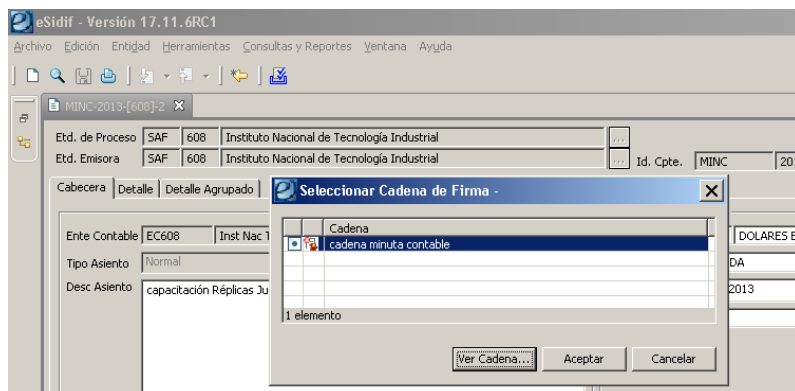 eSidif - Versión 17.11.6RC1
Archivo Edición Entidad Herramientas Consultas y Reportes Ventana Ayuda
MINC-2013-[608]-2
Etd. de Proceso SAF 608 Instituto Nacional de Tecnología Industrial ...
Etd. Emisora SAF 608 Instituto Nacional de Tecnología Industrial ... Id. Cpte. MINC 20
Cabecera Detalle Detalle Agrupado
Seleccionar Cadena de Firma -
Cadena
cadena minuta contable
1 elemento
Ver Cadena... Aceptar Cancelar
Ente Contable EC608 Inst Nac T DOLARES E
Tipo Asiento Normal DA
Desc Asiento capacitación Réplicas Ju 2013